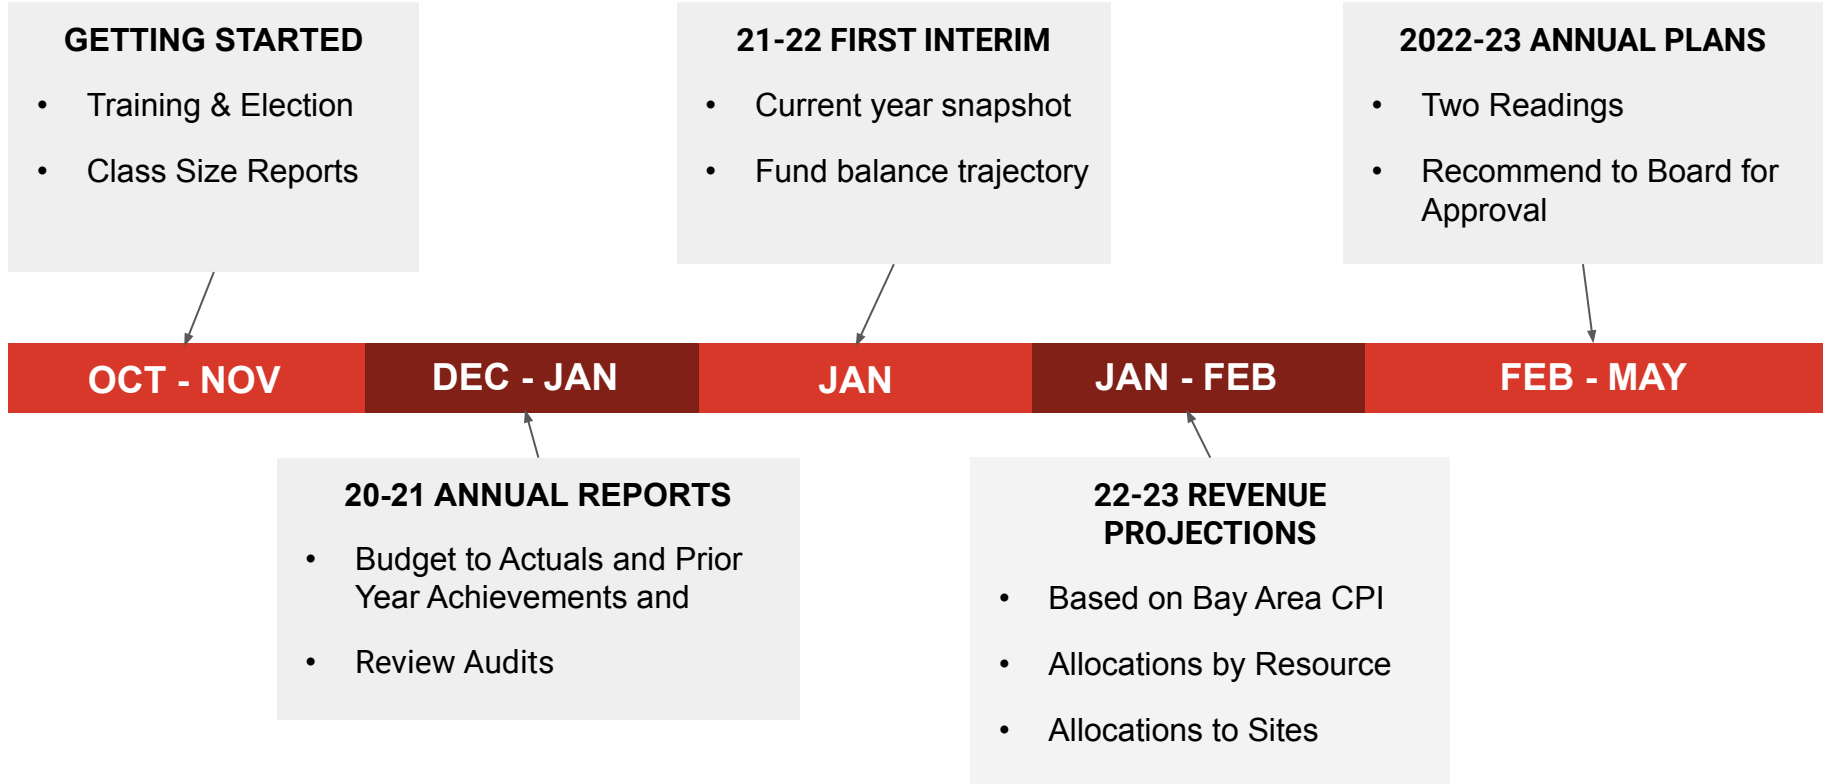 GETTING STARTED
• Training & Election
• Class Size Reports
21-22 FIRST INTERIM
• Current year snapshot
• Fund balance trajectory
2022-23 ANNUAL PLANS
• Two Readings
• Recommend to Board for
Approval
OCT - NOV
DEC - JAN
JAN
JAN - FEB
FEB - MAY
20-21 ANNUAL REPORTS
• Budget to Actuals and Prior
Year Achievements and
• Review Audits
22-23 REVENUE
PROJECTIONS
• Based on Bay Area CPI
• Allocations by Resource
• Allocations to Sites